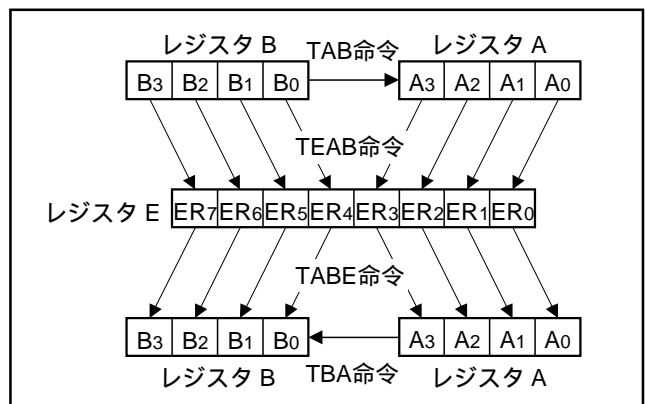 レジスタ B レジスタ A
TAB命令
B3 B2 B1 B0 A3 A2 A1 A0
TEAB命令
レジスタ E ER7 ER6 ER5 ER4 ER3 ER2 ER1 ER0
TABE命令
B3 B2 B1 B0 A3 A2 A1 A0
レジスタ B TBA命令 レジスタ A